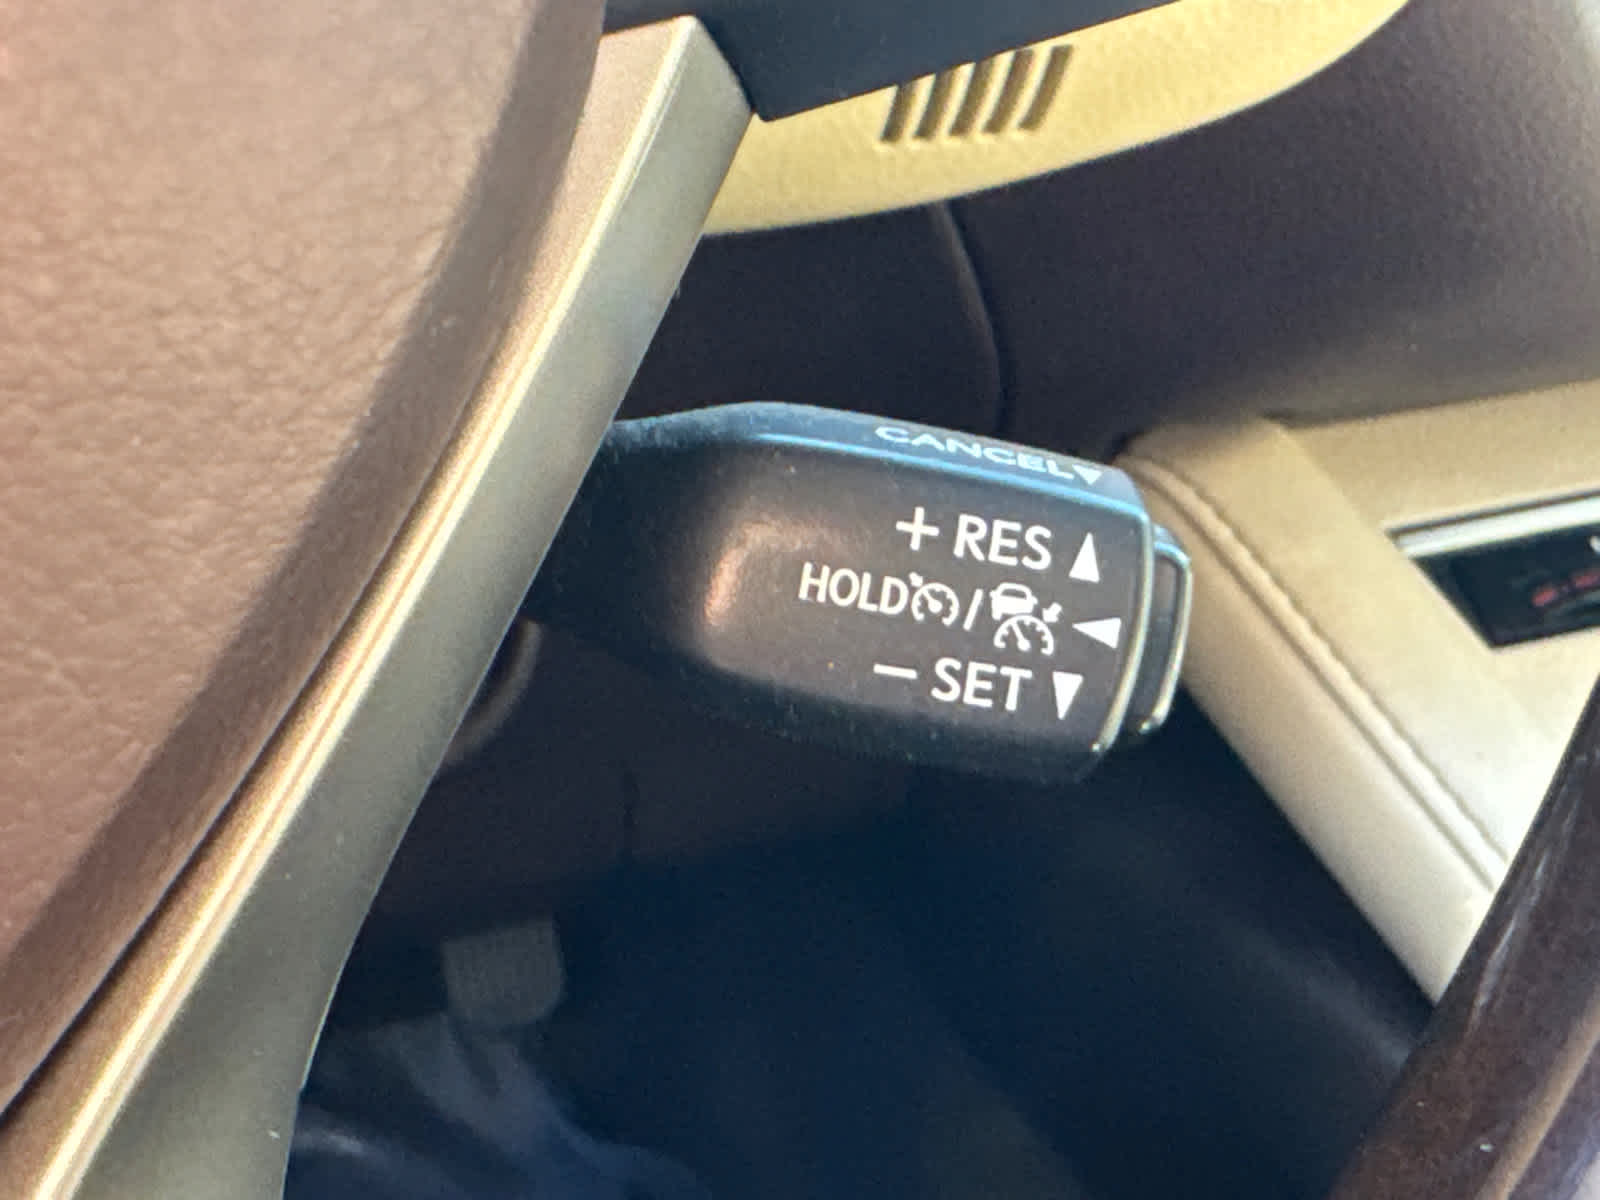 CANCEL▼
+ RES ▲
HOLD / ◀
− SET ▼